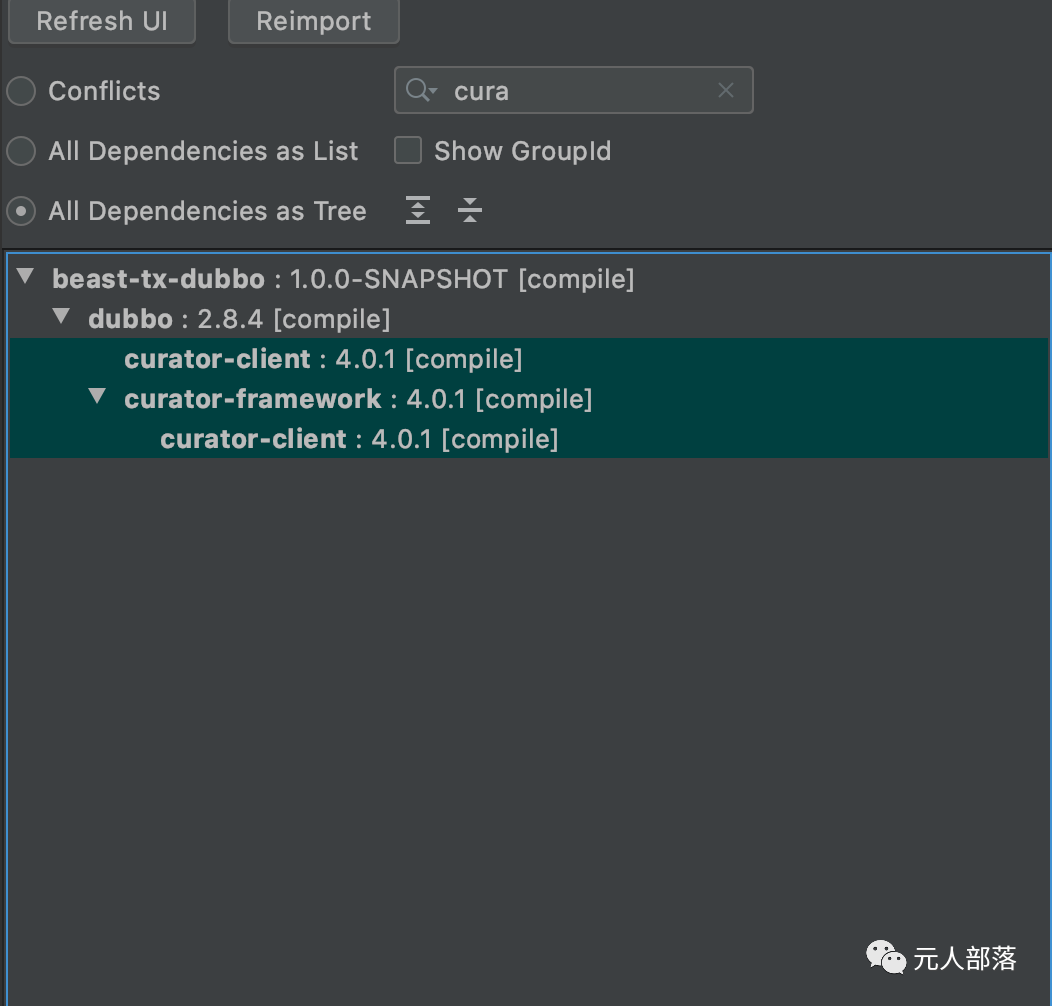 Refresh UI Reimport
Conflicts cura
All Dependencies as List Show GroupId
All Dependencies as Tree
beast-tx-dubbo : 1.0.0-SNAPSHOT [compile]
dubbo : 2.8.4 [compile]
curator-client : 4.0.1 [compile]
curator-framework : 4.0.1 [compile]
curator-client : 4.0.1 [compile]
元人部落